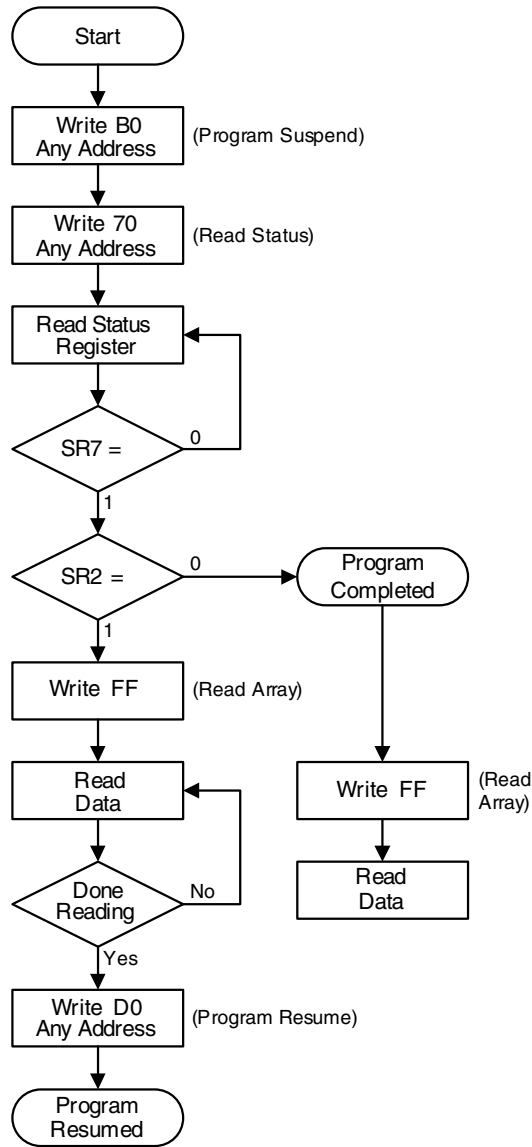 Start
Write B0
Any Address
(Program Suspend)
Write 70
Any Address
(Read Status)
Read Status
Register
SR7 =
0
1
SR2 =
0
1
Program
Completed
Write FF
(Read Array)
Read
Data
Done
Reading
No
Yes
Write D0
Any Address
(Program Resume)
Program
Resumed
Write FF
(Read
Array)
Read
Data